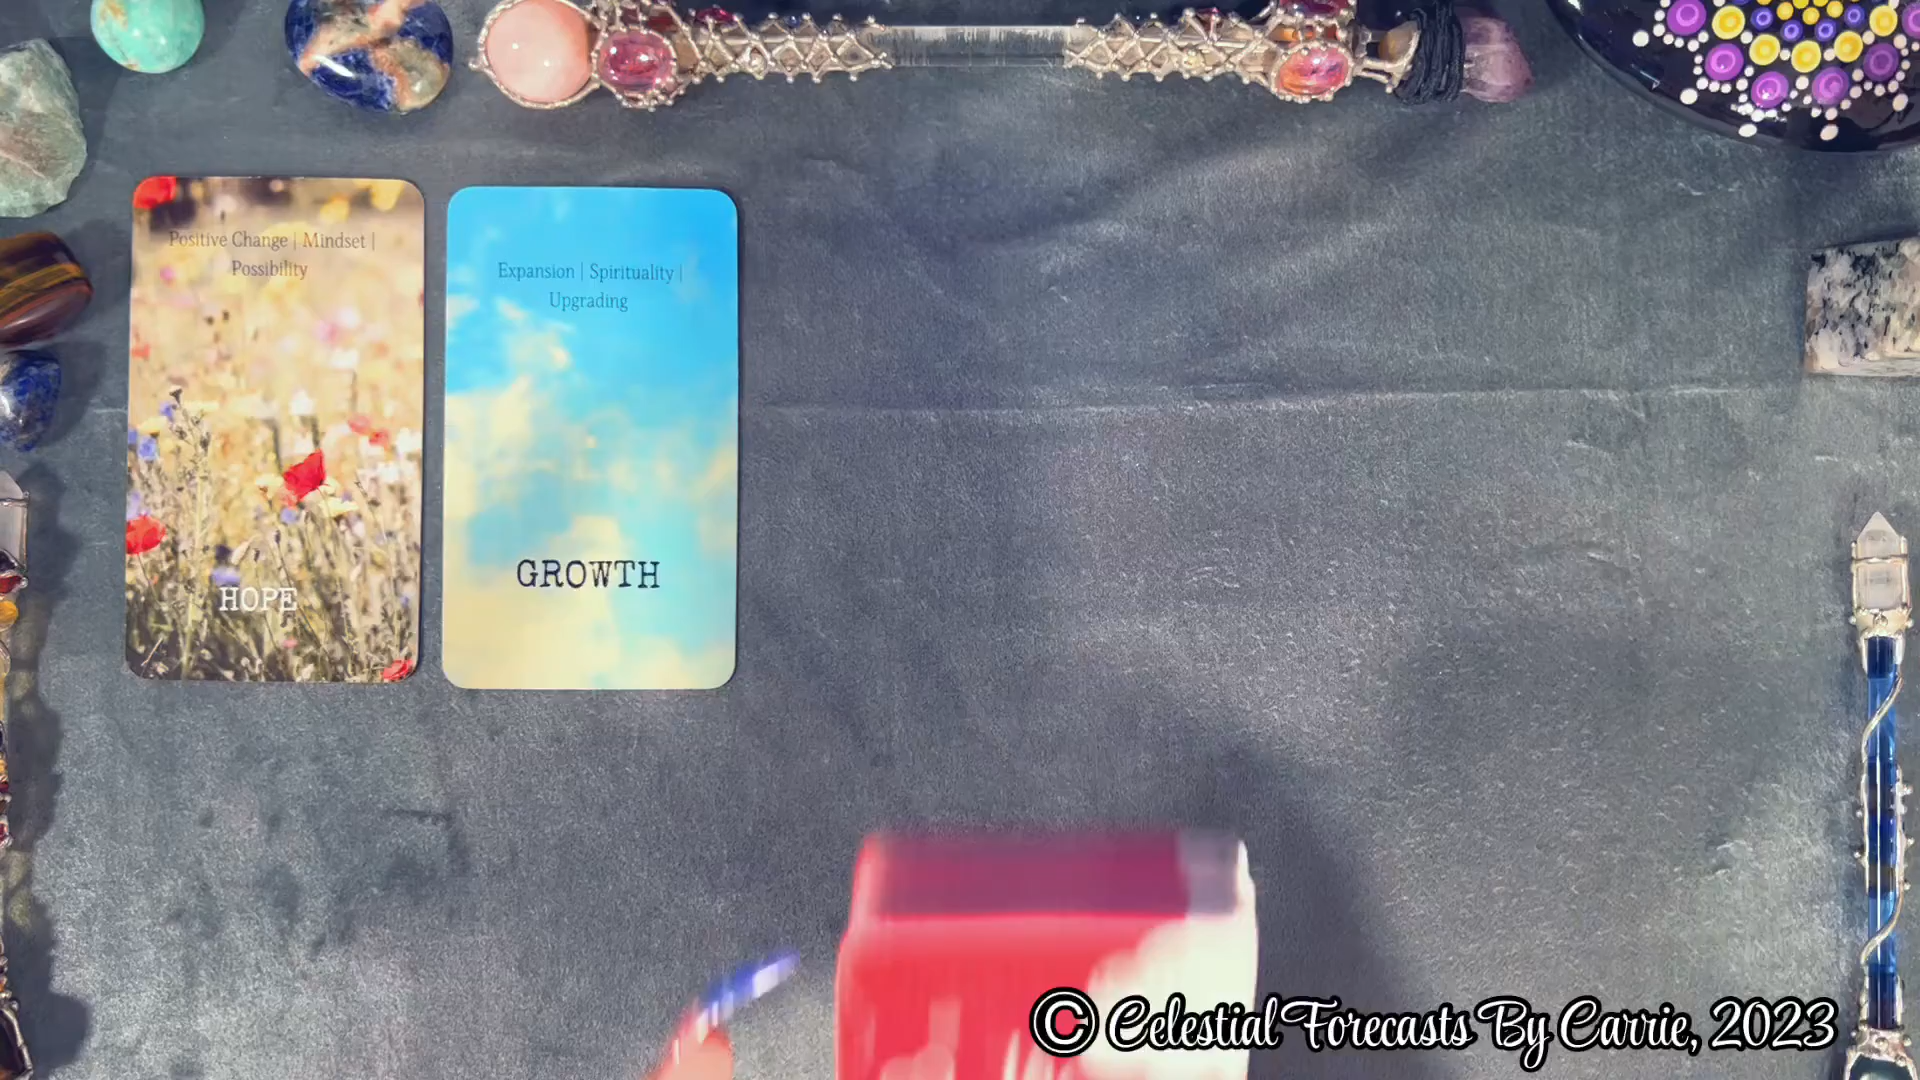 Positive Change | Mindset |
Possibility
HOPE
Expansion | Spirituality |
Upgrading
GROWTH
© Celestial Forecasts By Carrie, 2023